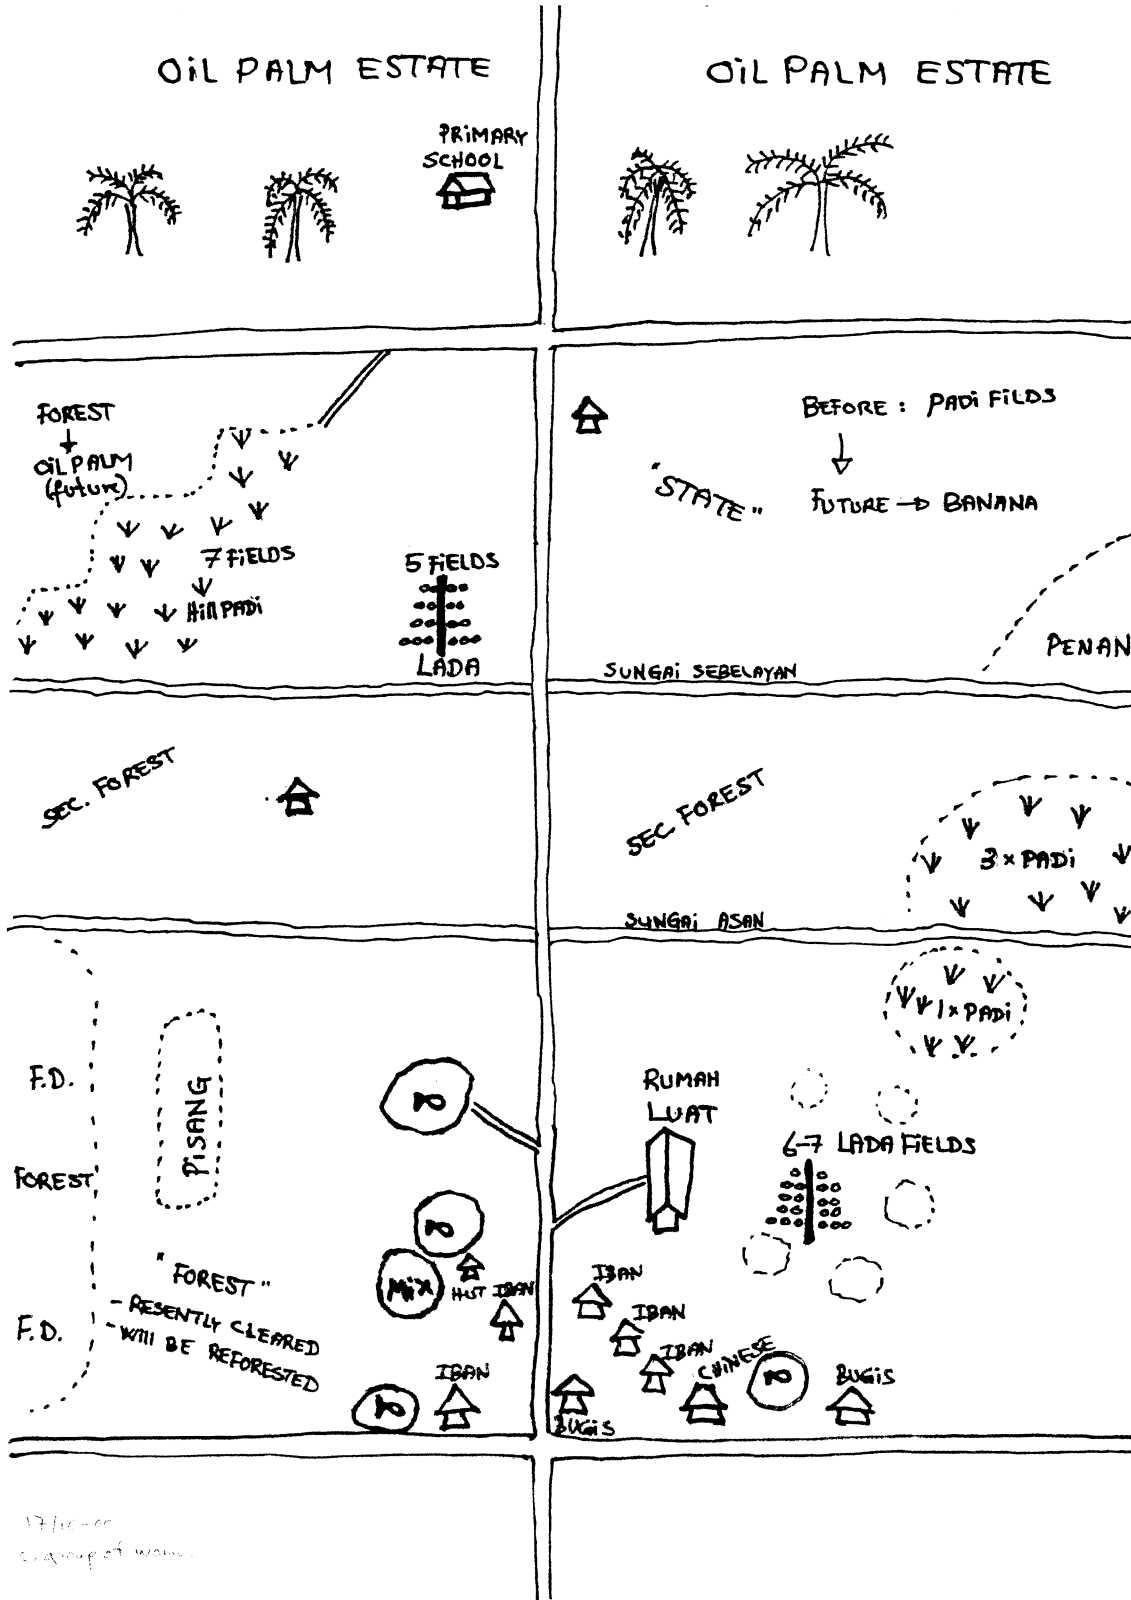 OiL PALM ESTATE
OiL PALM ESTATE
PRiMARY
SCHOOL
FOREST
OiL PALM
(future)
7 FiELDS
Hill PADi
5 FiELDS
LADA
BEFORE : PADi FiLDS
"STATE"
FUTURE → BANANA
PENAN
SUNGAi SEBELAYAN
SEC. FOREST
SEC. FOREST
3 × PADi
SUNGAi ASAN
1 × PADi
F.D.
FOREST
F.D.
PiSANG
RUMAH
LUAT
6-7 LADA FiELDS
"FOREST"
- RESENTLY CLEARED
- Will BE REFORESTED
MiX
HUT
IBAN
IBAN
IBAN
IBAN
IBAN
CHiNESE
BUGiS
BUGiS
a group of